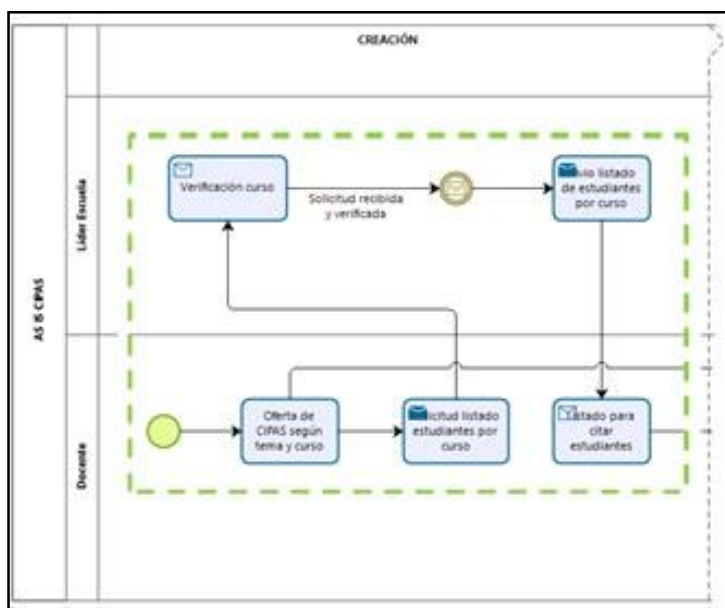 CREACIÓN
AS IS CIPAS
Líder Escuela
Verificación curso
Solicitud recibida
y verificada
listado
de estudiantes
por curso
Docente
Oferta de
CIPAS según
tema y curso
listado
estudiantes por
curso
para
citar
estudiantes